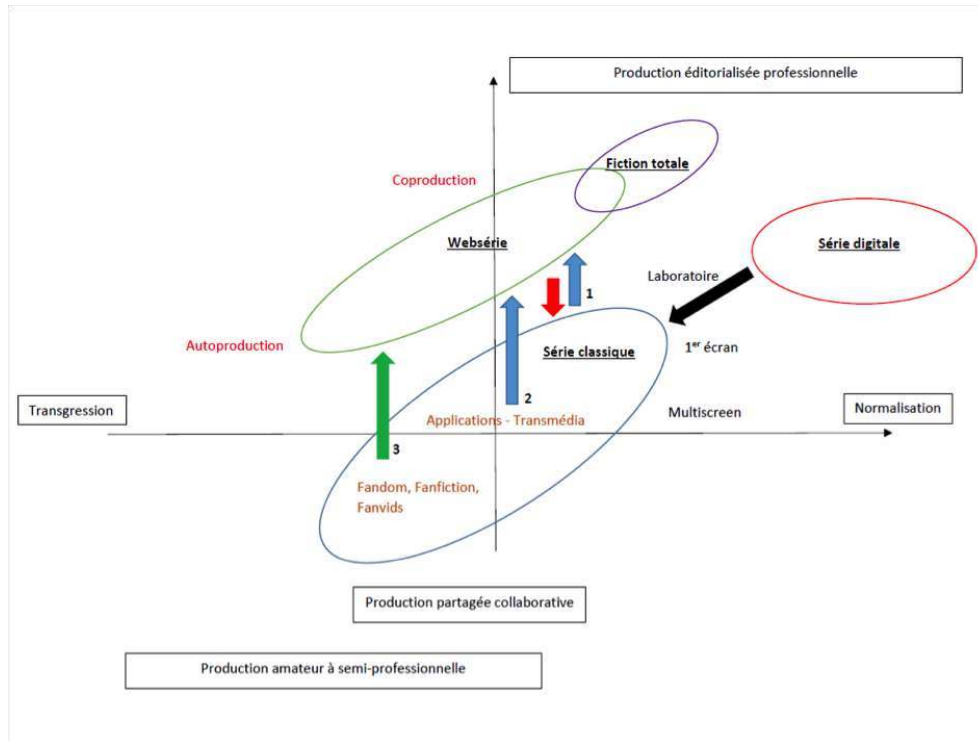 Production éditorialisée professionnelle
Fiction totale
Coproduction
Websérie
Série digitale
Laboratoire
1
Autoproduction
Série classique
1er écran
2
Transgression
Applications - Transmédia
Multiscreen
Normalisation
3
Fandom, Fanfiction,
Fanvids
Production partagée collaborative
Production amateur à semi-professionnelle